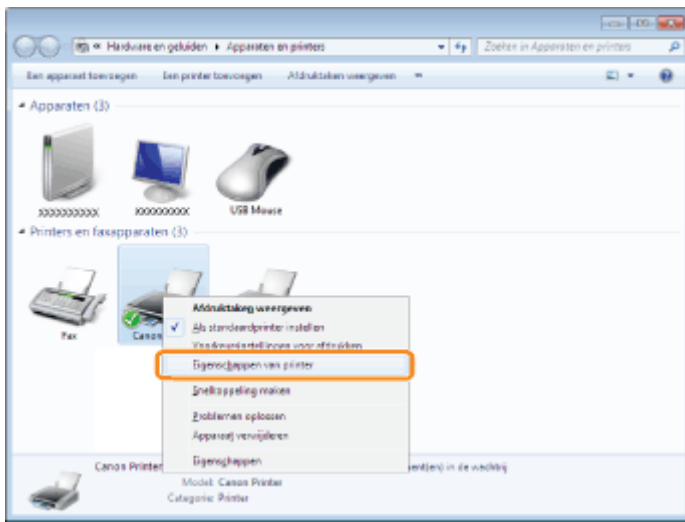 « Hardware en geluiden ▸ Apparaten en printers
Zoeken in Apparaten en printers
Een apparaat toevoegen Een printer toevoegen Afdruktaken weergeven »
Apparaten (3)
XXXXXXXXXX XXXXXXXXX USB Mouse
Printers en faxapparaten (3)
Fax Canon
Afdruktaken weergeven
Als standaardprinter instellen
Voorkeursinstellingen voor afdrukken
Eigenschappen van printer
Snelkoppeling maken
Problemen oplossen
Apparaat verwijderen
Eigenschappen
Canon Printer
ent(en) in de wachtrij
Model: Canon Printer
Categorie: Printer